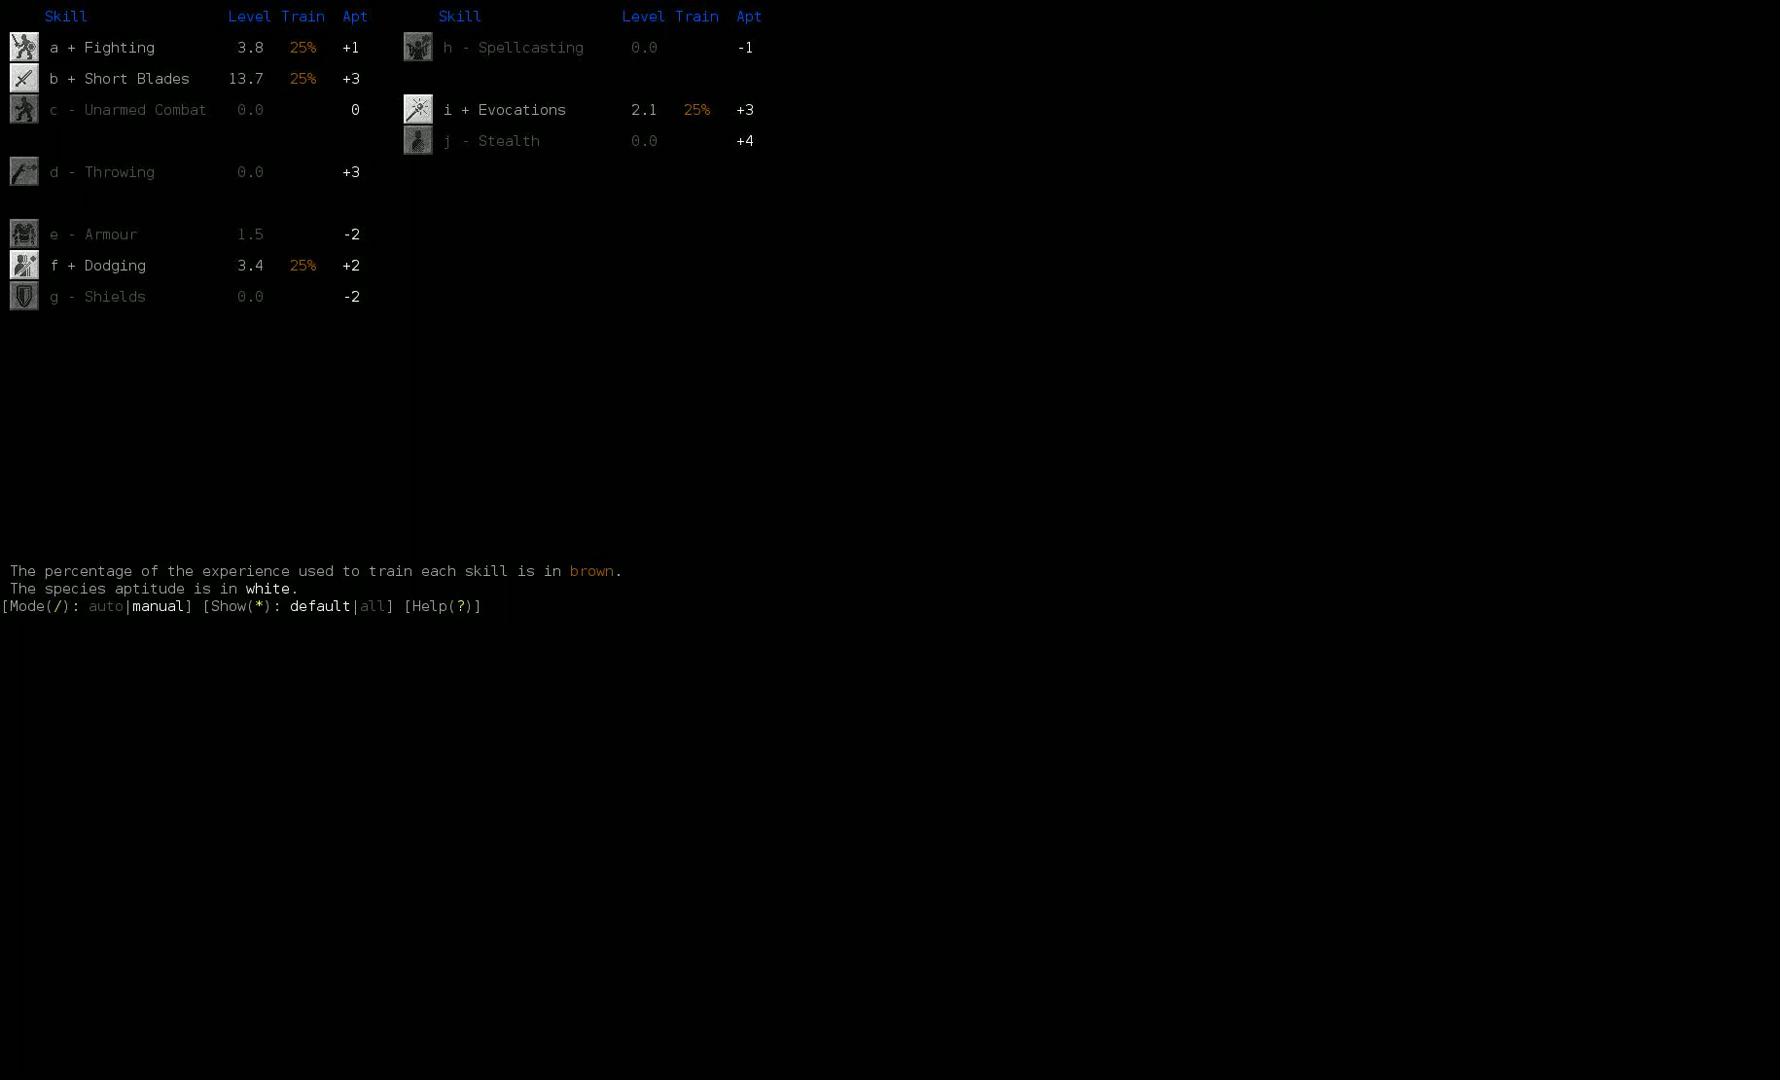 Skill Level Train Apt Skill Level Train Apt
a + Fighting 3.8 25% +1 h - Spellcasting 0.0 -1
b + Short Blades 13.7 25% +3
c - Unarmed Combat 0.0 0 i + Evocations 2.1 25% +3
j - Stealth 0.0 +4
d - Throwing 0.0 +3
e - Armour 1.5 -2
f + Dodging 3.4 25% +2
g - Shields 0.0 -2
The percentage of the experience used to train each skill is in brown.
The species aptitude is in white.
[Mode(/): auto|manual] [Show(*): default|all] [Help(?)]